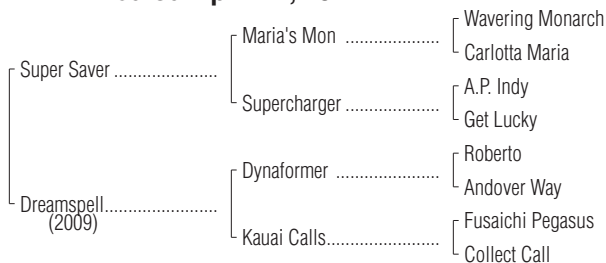 Wavering Monarch
Maria's Mon ....................
Carlotta Maria
Super Saver ......................
A.P. Indy
Supercharger ....................
Get Lucky
Roberto
Dynaformer ......................
Andover Way
Dreamspell........................
(2009)
Fusaichi Pegasus
Kauai Calls........................
Collect Call